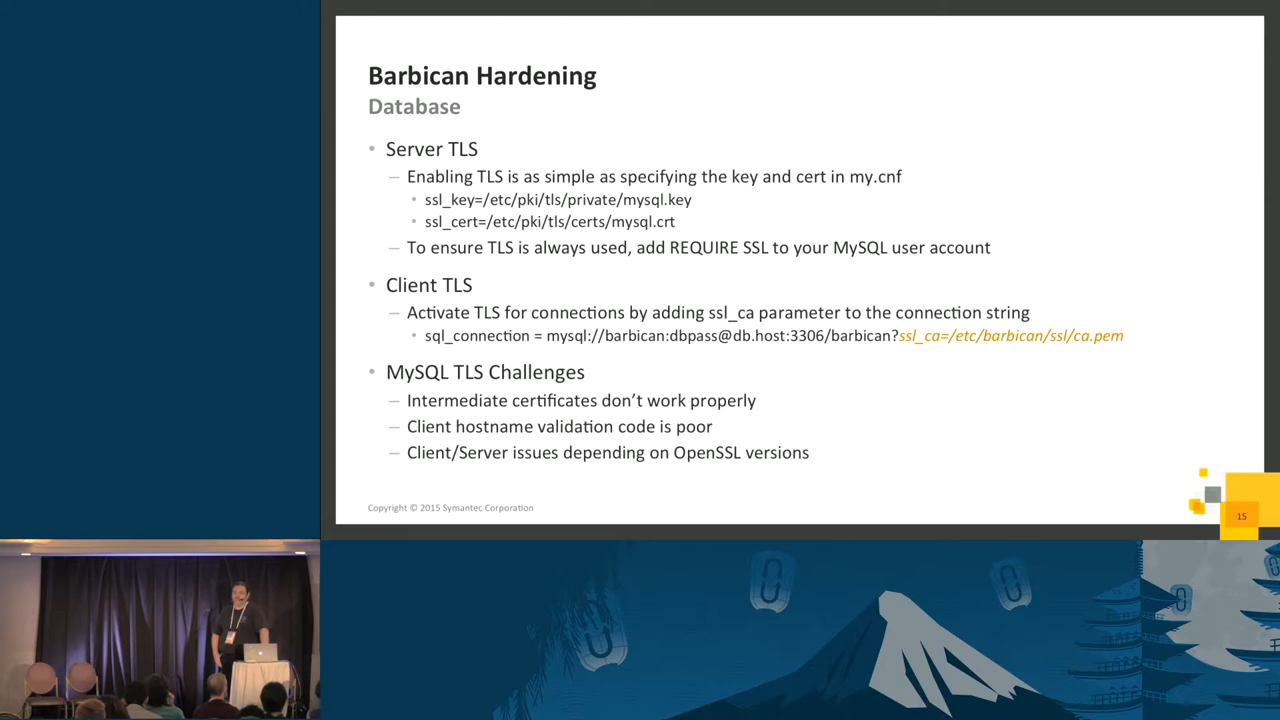 Barbican Hardening
Database
• Server TLS
– Enabling TLS is as simple as specifying the key and cert in my.cnf
• ssl_key=/etc/pki/tls/private/mysql.key
• ssl_cert=/etc/pki/tls/certs/mysql.crt
– To ensure TLS is always used, add REQUIRE SSL to your MySQL user account
• Client TLS
– Activate TLS for connections by adding ssl_ca parameter to the connection string
• sql_connection = mysql://barbican:dbpass@db.host:3306/barbican?ssl_ca=/etc/barbican/ssl/ca.pem
• MySQL TLS Challenges
– Intermediate certificates don’t work properly
– Client hostname validation code is poor
– Client/Server issues depending on OpenSSL versions
Copyright © 2015 Symantec Corporation
15